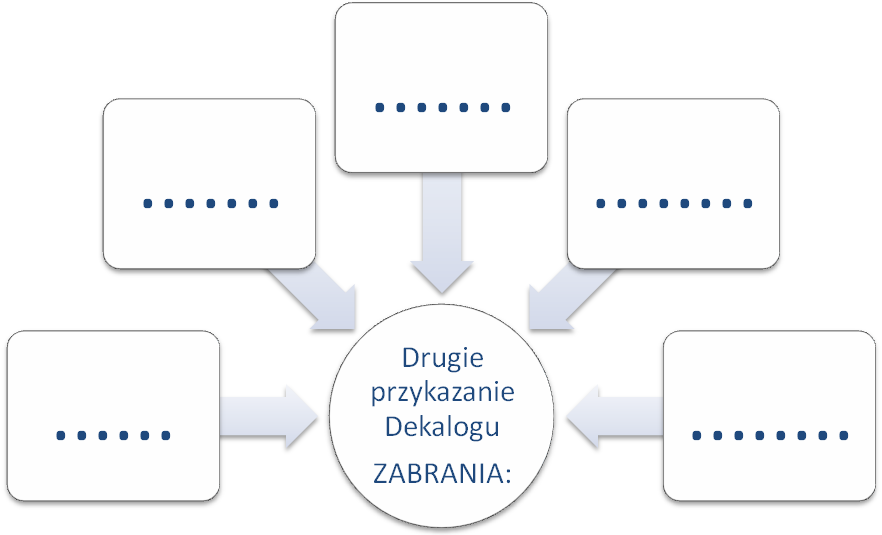 .......
.......
........
......
........
Drugie
przykazanie
Dekalogu
ZABRANIA: